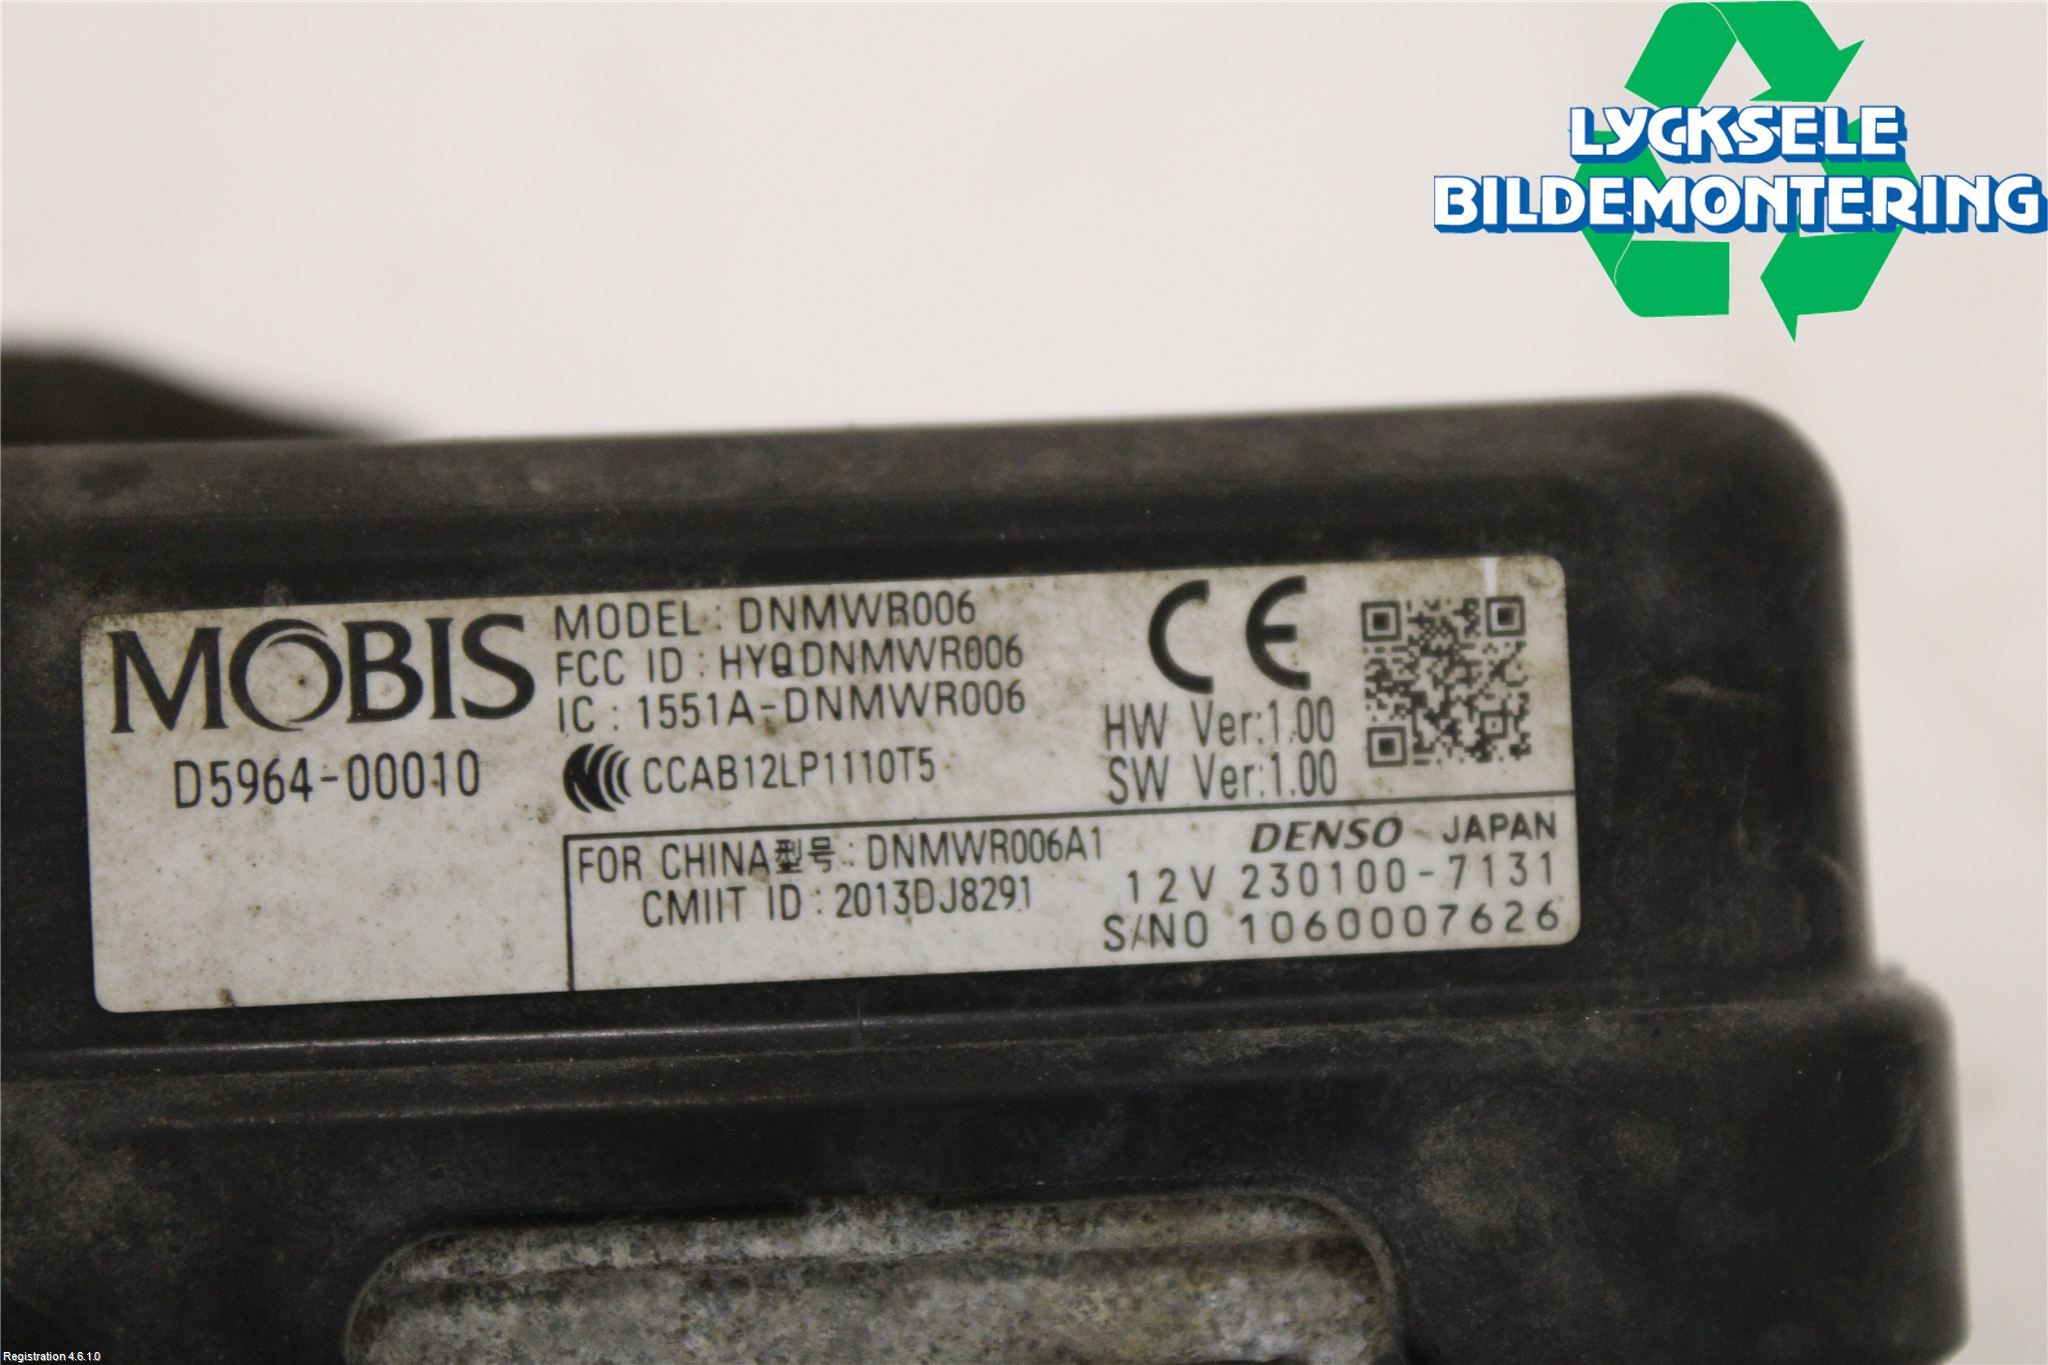 LYCKSELE
BILDEMONTERING
MOBIS
D5964-00010
MODEL : DNMWR006
FCC ID : HYQDNMWR006
IC : 1551A-DNMWR006
CCAB12LP1110T5
CE
HW Ver:1.00
SW Ver:1.00
FOR CHINA型号 : DNMWR006A1
CMIIT ID : 2013DJ8291
DENSO JAPAN
12V 230100-7131
S/NO 1060007626
Registration 4.6.1.0